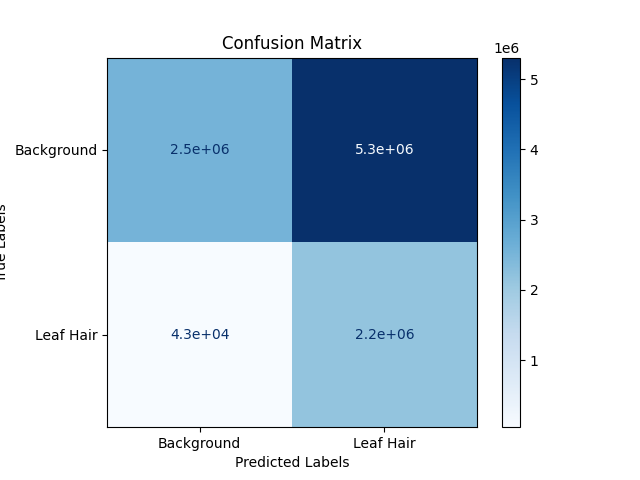 Confusion Matrix
1e6
Background
2.5e+06
5.3e+06
Leaf Hair
4.3e+04
2.2e+06
Background
Leaf Hair
Predicted Labels
Labels
5
4
3
2
1